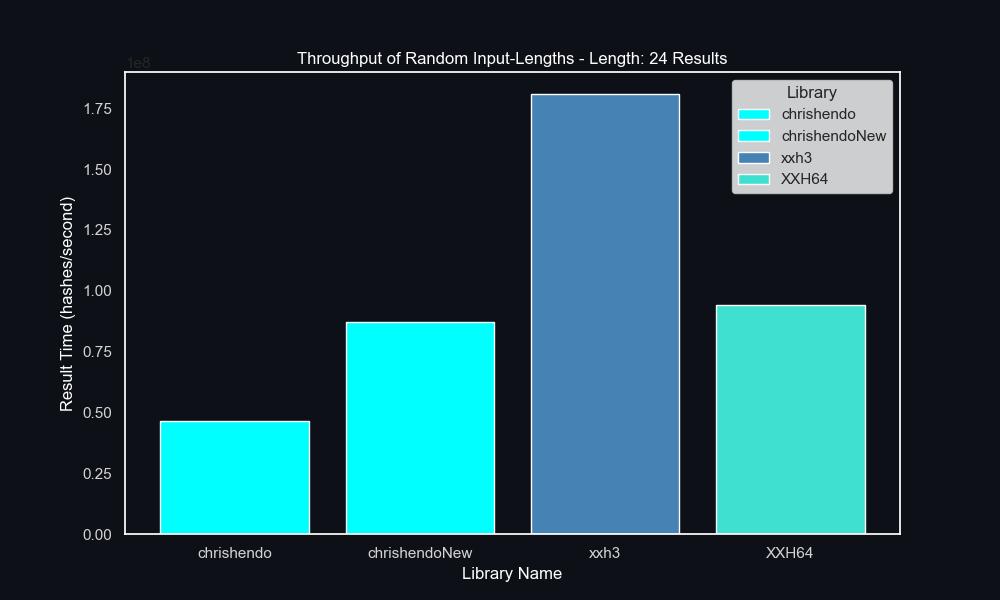 Throughput of Random Input-Lengths - Length: 24 Results
1e8
Library
chrishendo
chrishendoNew
xxh3
XXH64
1.75
1.50
1.25
1.00
0.75
0.50
0.25
0.00
Result Time (hashes/second)
chrishendo chrishendoNew xxh3 XXH64
Library Name